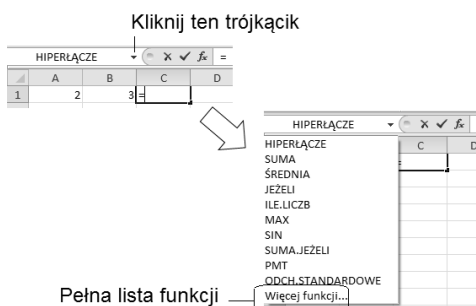 Kliknij ten trójkącik
HIPERŁĄCZE fx =
A B C D
1 2 3 =
HIPERŁĄCZE fx
HIPERŁĄCZE C D
SUMA
ŚREDNIA
JEŻELI
ILE.LICZB
MAX
SIN
SUMA.JEŻELI
PMT
ODCH.STANDARDOWE
Pełna lista funkcji Więcej funkcji...